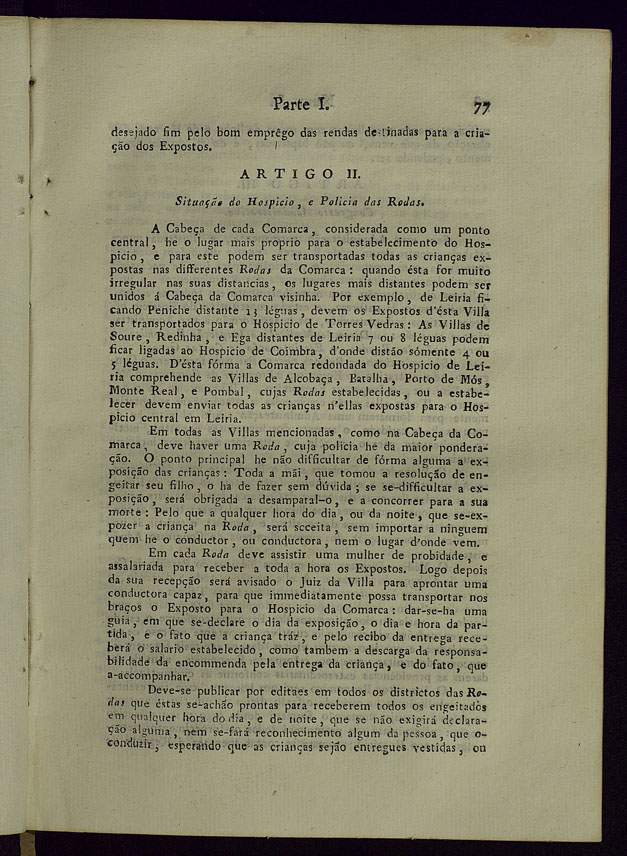 Parte I. 77
desejado fim pelo bom emprêgo das rendas destinadas para a cria-
ção dos Expostos.
ARTIGO II.
Situação do Hospicio, e Policia das Rodas.
A Cabeça de cada Comarca, considerada como um ponto
central, he o lugar mais proprio para o estabelecimento do Hos-
picio, e para este podem ser transportadas todas as crianças ex-
postas nas differentes Rodas da Comarca: quando ésta for muito
irregular nas suas distancias, os lugares mais distantes podem ser
unidos á Cabeça da Comarca visinha. Por exemplo, de Leiria fi-
cando Peniche distante 13 léguas, devem os Expostos d'ésta Villa
ser transportados para o Hospicio de Torres Vedras: As Villas de
Soure, Redinha, e Ega distantes de Leiria 7 ou 8 léguas podem
ficar ligadas ao Hospicio de Coimbra, d'onde distão sómente 4 ou
5 léguas. D'ésta fórma a Comarca redondada do Hospicio de Lei-
ria comprehende as Villas de Alcobaça, Batalha, Porto de Mós,
Monte Real, e Pombal, cujas Rodas estabelecidas, ou a estabe-
lecer devem enviar todas as crianças n'ellas expostas para o Hos-
picio central em Leiria.
Em todas as Villas mencionadas, como na Cabeça da Co-
marca, deve haver uma Roda, cuja policia he da maior pondera-
ção. O ponto principal he não difficultar de fórma alguma a ex-
posição das crianças: Toda a mãi, que tomou a resolução de en-
geitar seu filho, o ha de fazer sem dúvida; se se-difficultar a ex-
posição, será obrigada a desamparal-o, e a concorrer para a sua
morte: Pelo que a qualquer hora do dia, ou da noite, que se-ex-
pozer a criança na Roda, será acceita, sem importar a ninguem
quem he o conductor, ou conductora, nem o lugar d'onde vem.
Em cada Roda deve assistir uma mulher de probidade, e
assalariada para receber a toda a hora os Expostos. Logo depois
da sua recepção será avisado o Juiz da Villa para aprontar uma
conductora capaz, para que immediatamente possa transportar nos
braços o Exposto para o Hospicio da Comarca: dar-se-ha uma
guia, em que se-declare o dia da exposição, o dia e hora da par-
tida, e o fato que a criança tráz, e pelo recibo da entrega rece-
berá o salario estabelecido, como tambem a descarga da responsa-
bilidade da encommenda pela entrega da criança, e do fato, que
a-accompanhar.
Deve-se publicar por editaes em todos os districtos das Ro-
das que éstas se-achão prontas para receberem todos os engeitados
em qualquer hora do dia, e de noite, que se não exigirá declara-
ção alguma, nem se-fará reconhecimento algum da pessoa, que o-
conduzir, esperando que as crianças sejão entregues vestidas, ou